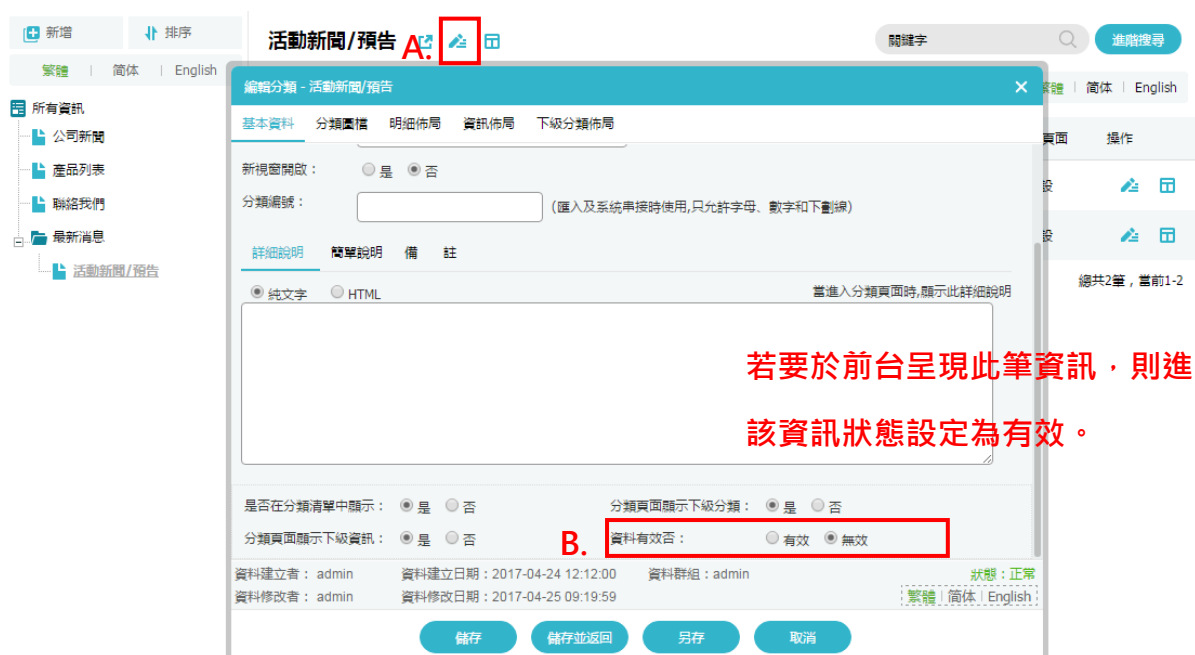 新增
排序
繁體 | 简体 | English
所有資訊
公司新聞
產品列表
聯絡我們
最新消息
活動新聞/預告
活動新聞/預告
A.
關鍵字
進階搜尋
繁體 | 简体 | English
頁面 操作
設
設
總共2筆，當前1-2
編輯分類 - 活動新聞/預告
基本資料 分類圖檔 明細佈局 資訊佈局 下級分類佈局
新視窗開啟： 是 否
分類編號： (匯入及系統串接時使用,只允許字母、數字和下劃線)
詳細說明 簡單說明 備 註
純文字 HTML 當進入分類頁面時,顯示此詳細說明
若要於前台呈現此筆資訊，則進
該資訊狀態設定為有效。
是否在分類清單中顯示： 是 否 分類頁面顯示下級分類： 是 否
分類頁面顯示下級資訊： 是 否 B. 資料有效否： 有效 無效
資料建立者： admin 資料建立日期：2017-04-24 12:12:00 資料群組：admin 狀態：正常
資料修改者： admin 資料修改日期：2017-04-25 09:19:59 繁體 | 简体 | English
儲存 儲存並返回 另存 取消